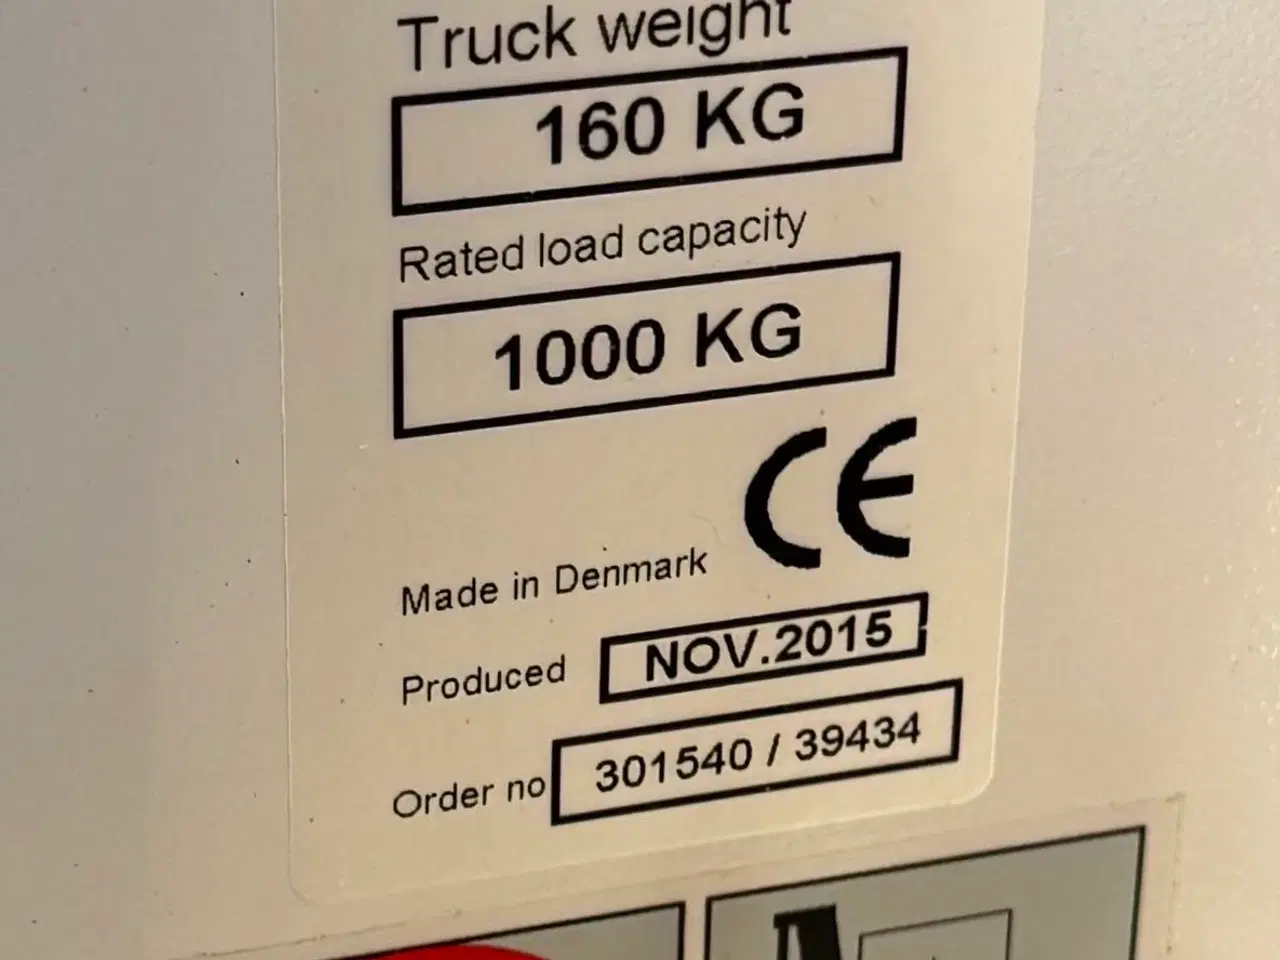 Truck weight
160 KG
Rated load capacity
1000 KG
CE
Made in Denmark
Produced NOV.2015
Order no 301540 / 39434